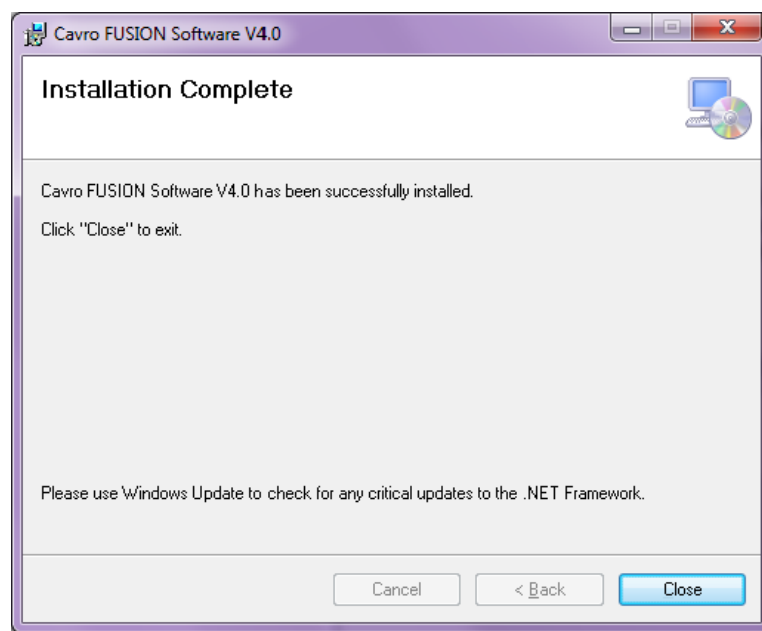 Cavro FUSION Software V4.0
Installation Complete
Cavro FUSION Software V4.0 has been successfully installed.
Click "Close" to exit.
Please use Windows Update to check for any critical updates to the .NET Framework.
Cancel
< Back
Close